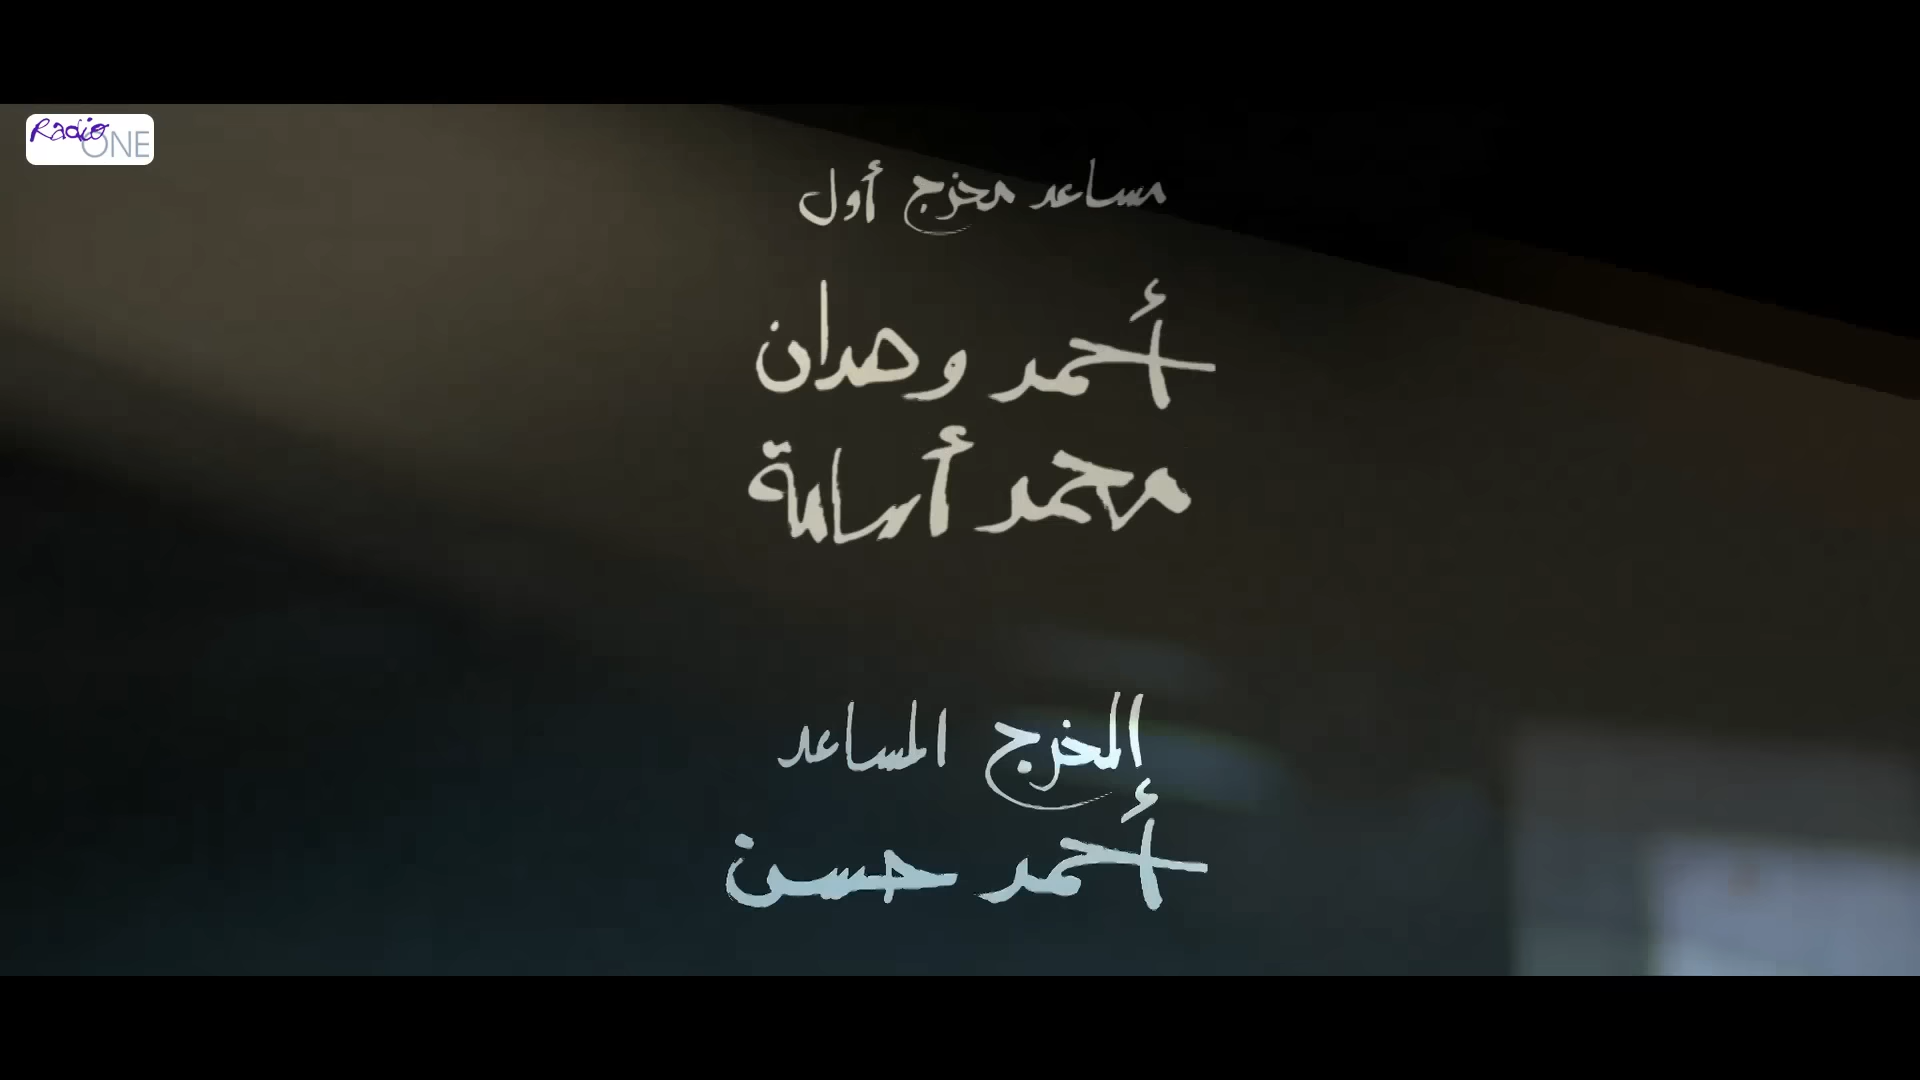 Radio ONE
مساعد مخرج أول
أحمد وهدان
محمد أسامة
المخرج المساعد
أحمد حسن